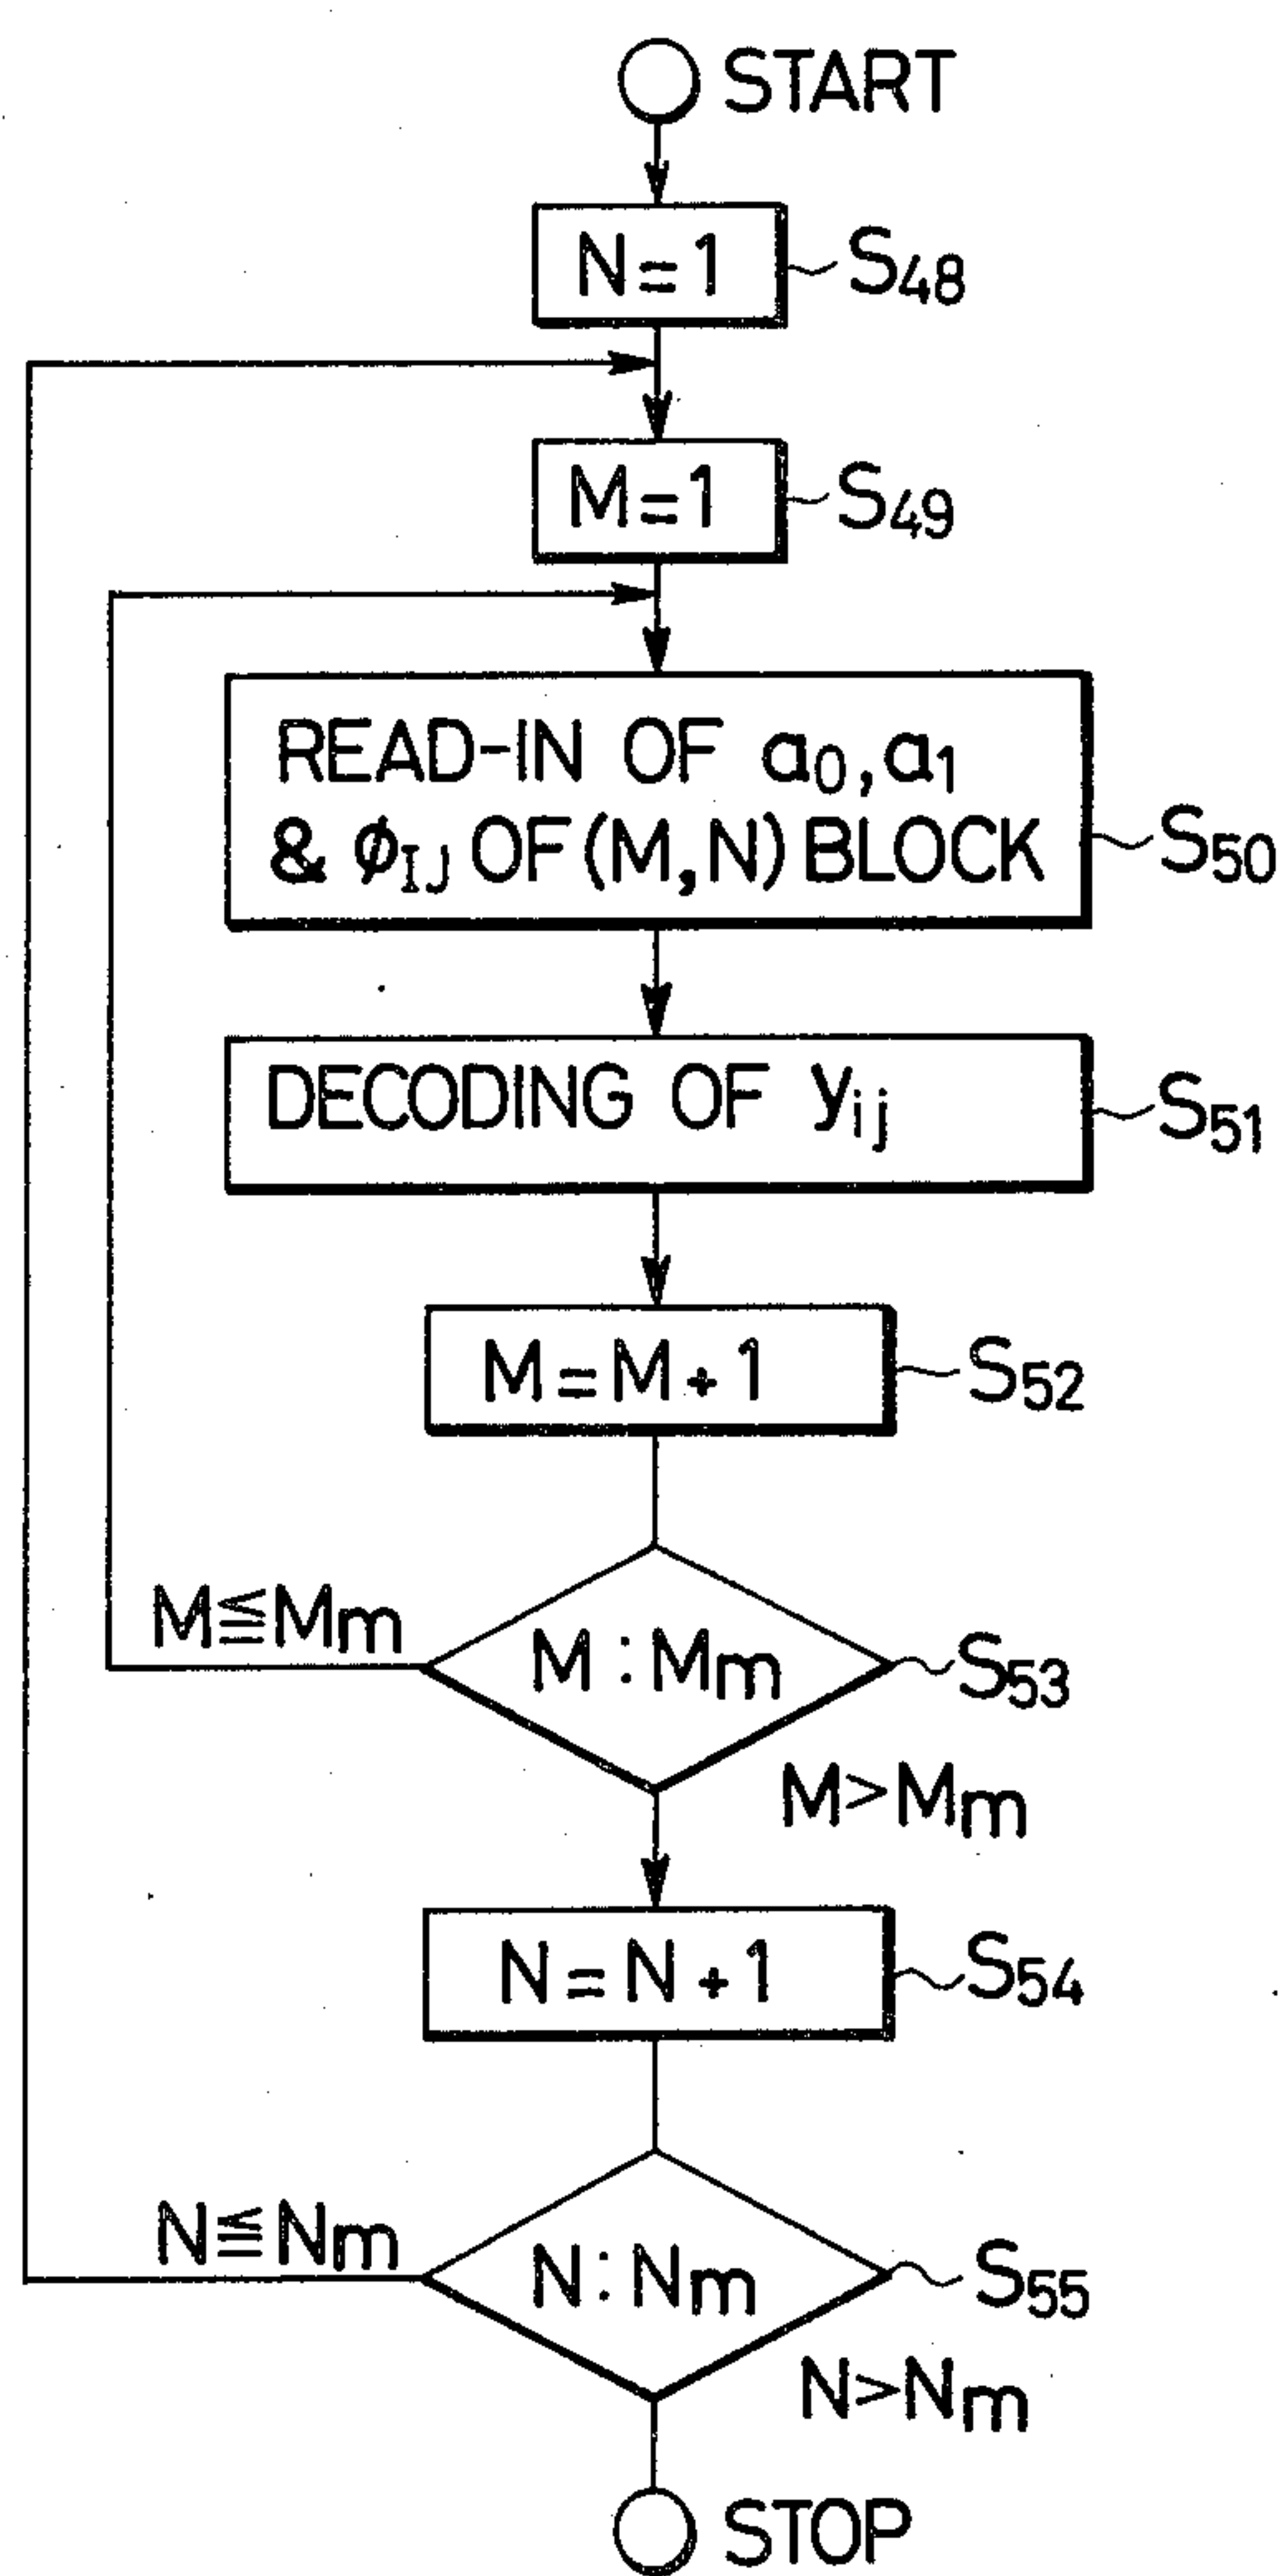 START
N=1 S48
M=1 S49
READ-IN OF a0, a1
& ϕIJ OF (M,N) BLOCK S50
DECODING OF yij S51
M=M+1 S52
M≦Mm
M:Mm S53
M>Mm
N=N+1 S54
N≦Nm
N:Nm S55
N>Nm
STOP